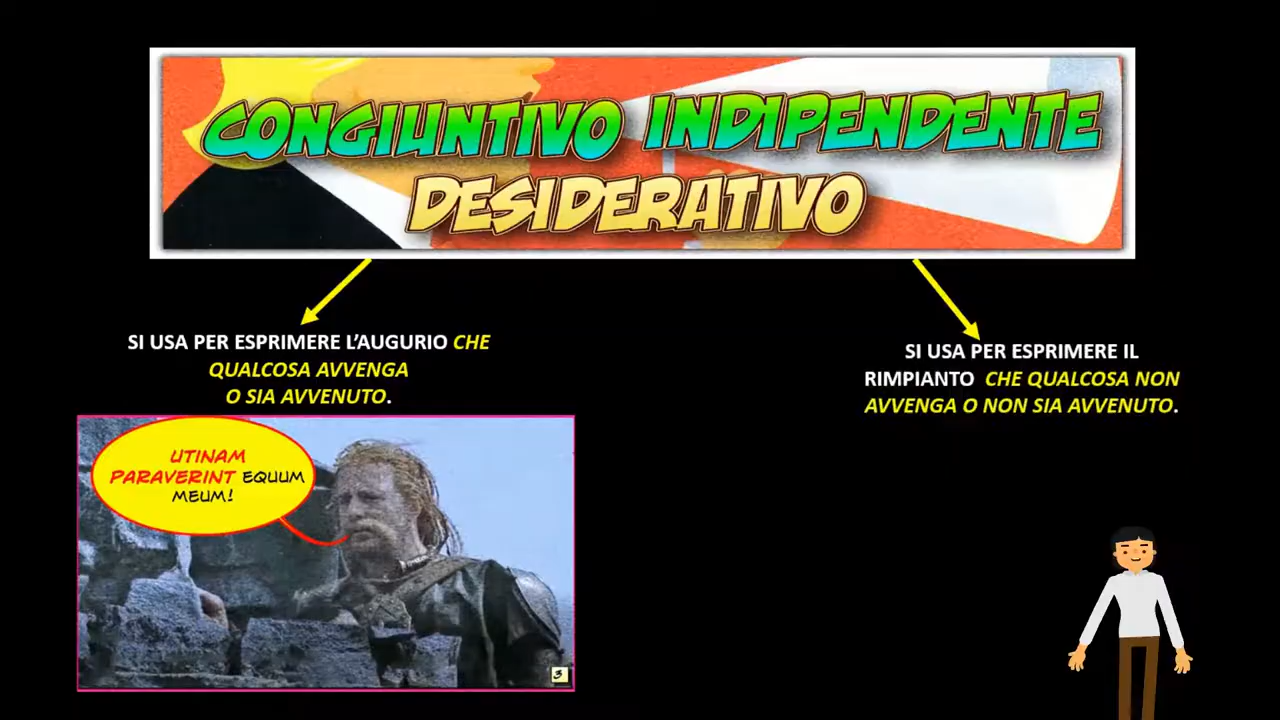 CONGIUNTIVO INDIPENDENTE
DESIDERATIVO
SI USA PER ESPRIMERE L’AUGURIO CHE
QUALCOSA AVVENGA
O SIA AVVENUTO.
SI USA PER ESPRIMERE IL
RIMPIANTO CHE QUALCOSA NON
AVVENGA O NON SIA AVVENUTO.
UTINAM
PARAVERINT EQUUM
MEUM!
3